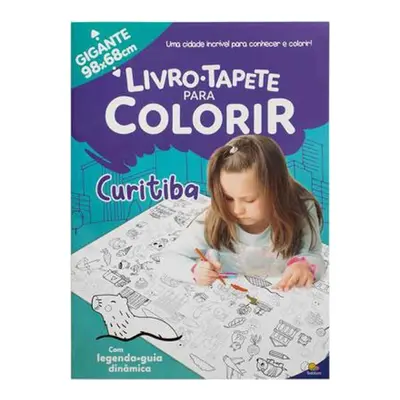 GIGANTE
98x68cm
Uma cidade incrível para conhecer e colorir!
LIVRO-TAPETE
PARA
COLORIR
Curitiba
Com
legenda-guia
dinâmica